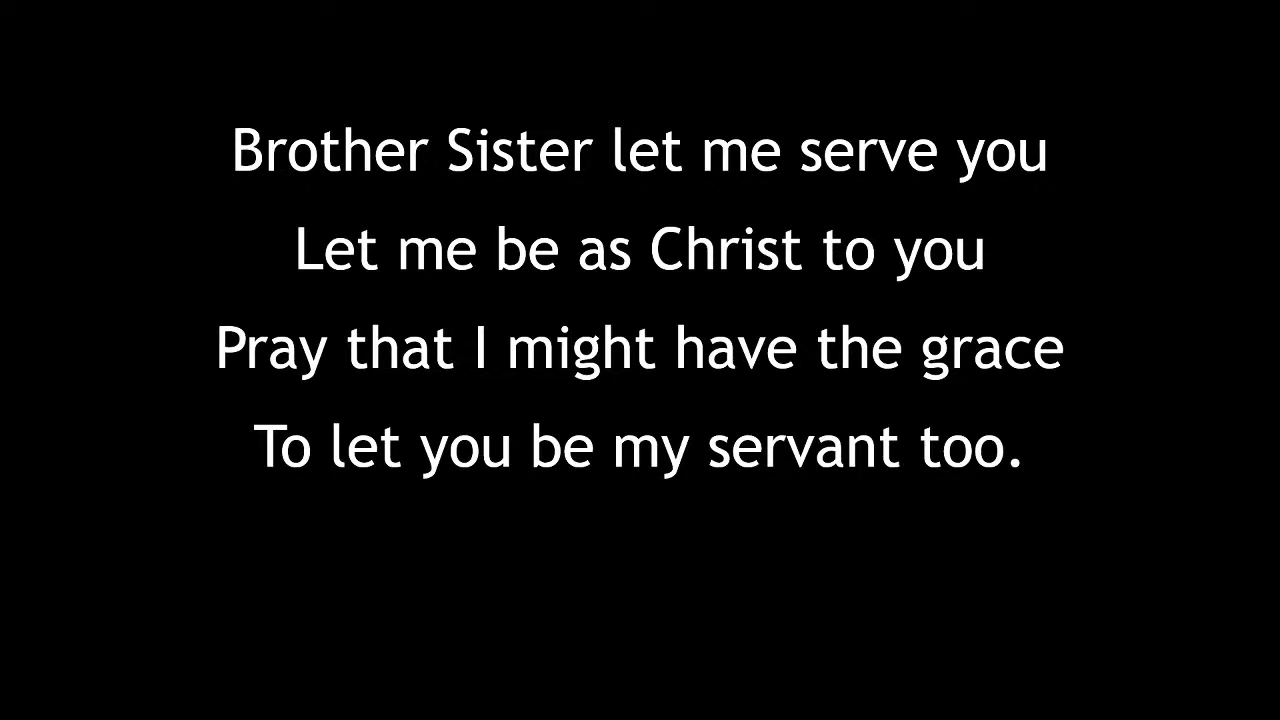 Brother Sister let me serve you
Let me be as Christ to you
Pray that I might have the grace
To let you be my servant too.